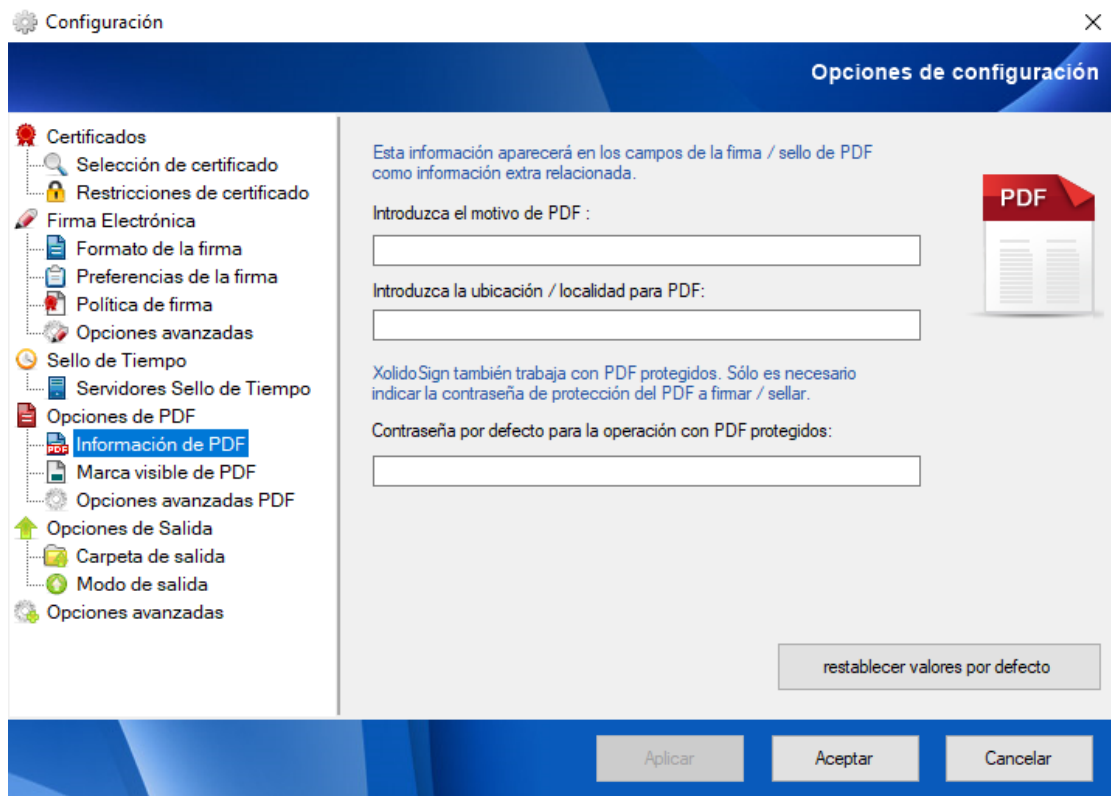 Configuración
Opciones de configuración
Certificados
Selección de certificado
Restricciones de certificado
Firma Electrónica
Formato de la firma
Preferencias de la firma
Política de firma
Opciones avanzadas
Sello de Tiempo
Servidores Sello de Tiempo
Opciones de PDF
Información de PDF
Marca visible de PDF
Opciones avanzadas PDF
Opciones de Salida
Carpeta de salida
Modo de salida
Opciones avanzadas
Esta información aparecerá en los campos de la firma / sello de PDF
como información extra relacionada.
PDF
Introduzca el motivo de PDF :
Introduzca la ubicación / localidad para PDF:
XolidoSign también trabaja con PDF protegidos. Sólo es necesario
indicar la contraseña de protección del PDF a firmar / sellar.
Contraseña por defecto para la operación con PDF protegidos:
restablecer valores por defecto
Aplicar
Aceptar
Cancelar